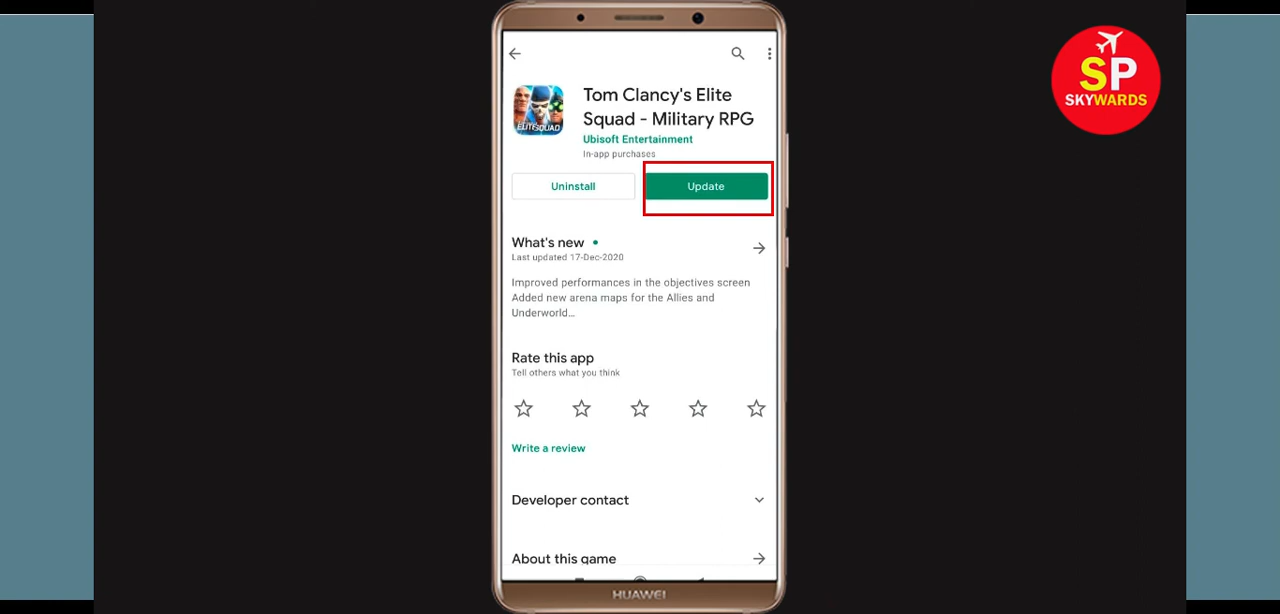 SP
SKYWARDS
Tom Clancy's Elite
Squad - Military RPG
ELITE SQUAD
Ubisoft Entertainment
In-app purchases
Uninstall
Update
What's new
Last updated 17-Dec-2020
Improved performances in the objectives screen
Added new arena maps for the Allies and
Underworld...
Rate this app
Tell others what you think
Write a review
Developer contact
About this game
HUAWEI